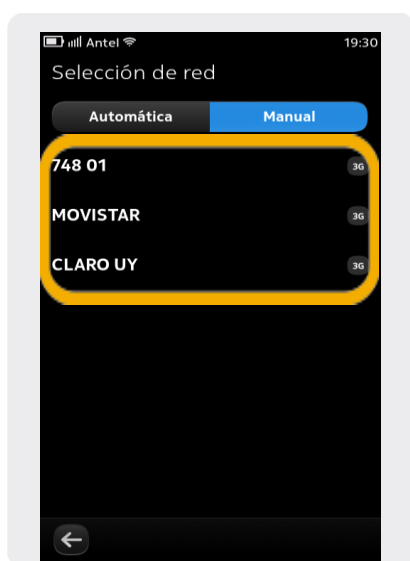 Antel 19:30
Selección de red
Automática Manual
748 01 3G
MOVISTAR 3G
CLARO UY 3G